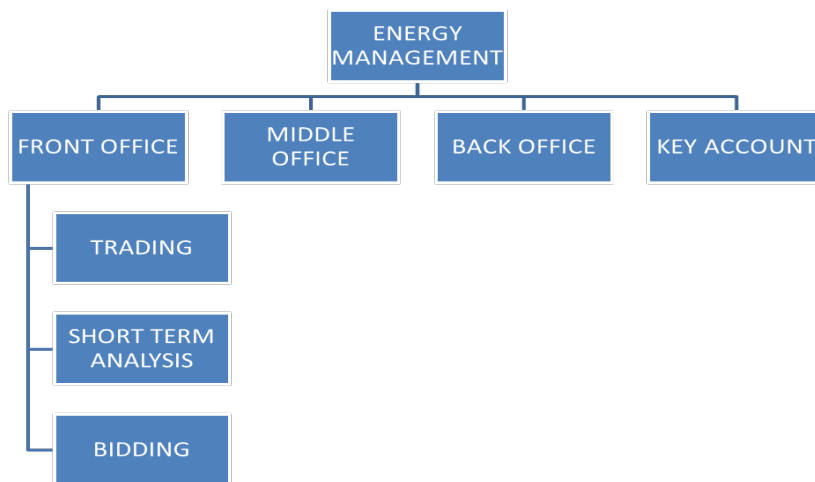 ENERGY
MANAGEMENT
FRONT OFFICE
MIDDLE
OFFICE
BACK OFFICE
KEY ACCOUNT
TRADING
SHORT TERM
ANALYSIS
BIDDING